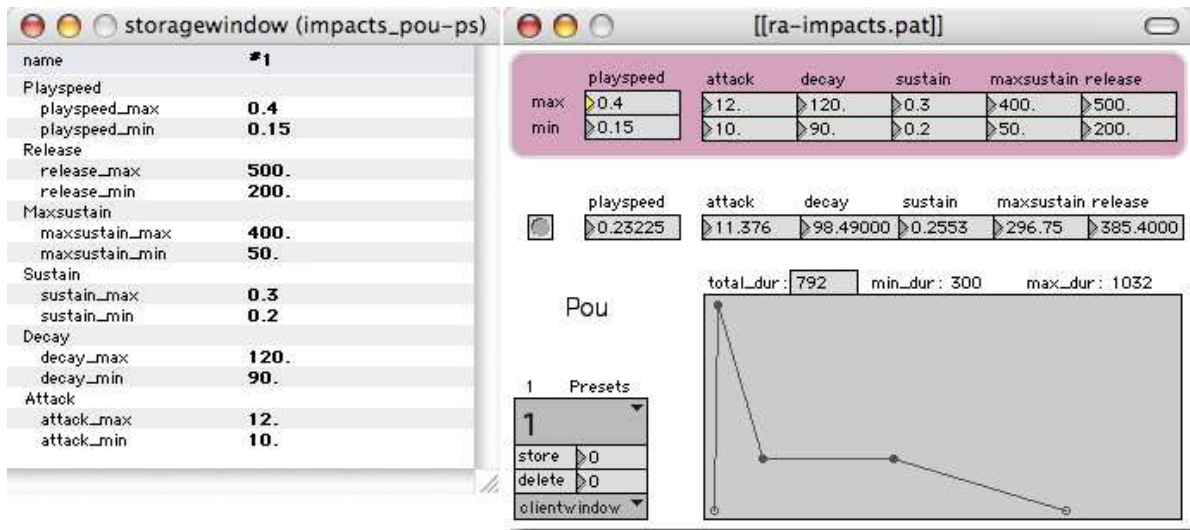 storagewindow (impacts_pou-ps)
name #1
Playspeed
playspeed_max 0.4
playspeed_min 0.15
Release
release_max 500.
release_min 200.
Maxsustain
maxsustain_max 400.
maxsustain_min 50.
Sustain
sustain_max 0.3
sustain_min 0.2
Decay
decay_max 120.
decay_min 90.
Attack
attack_max 12.
attack_min 10.
[[ra-impacts.pat]]
playspeed attack decay sustain maxsustain release
max 0.4 12. 120. 0.3 400. 500.
min 0.15 10. 90. 0.2 50. 200.
playspeed attack decay sustain maxsustain release
0.23225 11.376 98.49000 0.2553 296.75 385.4000
total_dur: 792 min_dur: 300 max_dur: 1032
Pou
1 Presets
1
store 0
delete 0
clientwindow